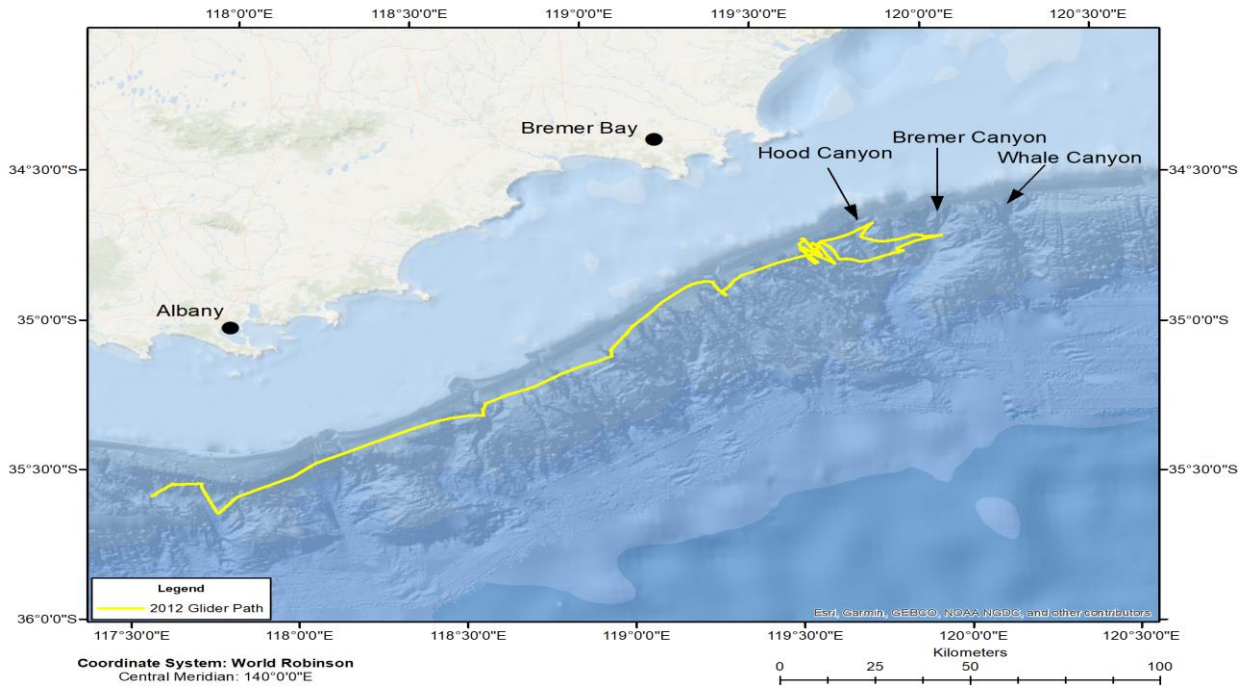 118°0'0"E 118°30'0"E 119°0'0"E 119°30'0"E 120°0'0"E 120°30'0"E
Bremer Bay
Bremer Canyon
Hood Canyon
Whale Canyon
34°30'0"S 34°30'0"S
Albany
35°0'0"S 35°0'0"S
35°30'0"S 35°30'0"S
Legend
2012 Glider Path
Esri, Garmin, GEBCO, NOAA NGDC, and other contributors
36°0'0"S
117°30'0"E 118°0'0"E 118°30'0"E 119°0'0"E 119°30'0"E 120°0'0"E 120°30'0"E
Coordinate System: World Robinson
Central Meridian: 140°0'0"E
Kilometers
0 25 50 100